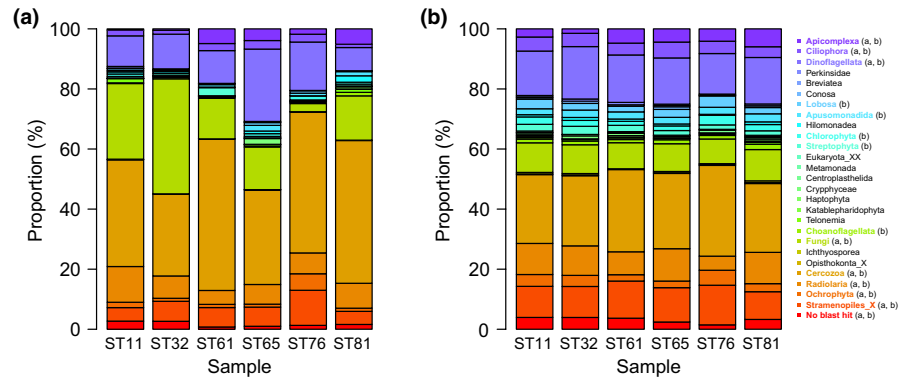 (a)
Proportion (%)
100
80
60
40
20
0
ST11 ST32 ST61 ST65 ST76 ST81
Sample
(b)
Proportion (%)
100
80
60
40
20
0
ST11 ST32 ST61 ST65 ST76 ST81
Sample
Apicomplexa (a, b)
Ciliophora (a, b)
Dinoflagellata (a, b)
Perkinsidae
Breviatea
Conosa
Lobosa (b)
Apusomonadida (b)
Hilomonadea
Chlorophyta (b)
Streptophyta (b)
Eukaryota_XX
Metamonada
Centroplasthelida
Crypphyceae
Haptophyta
Katablepharidophyta
Telonemia
Choanoflagellata (b)
Fungi (a, b)
Ichthyosporea
Opisthokonta_X
Cercozoa (a, b)
Radiolaria (a, b)
Ochrophyta (a, b)
Stramenopiles_X (a, b)
No blast hit (a, b)